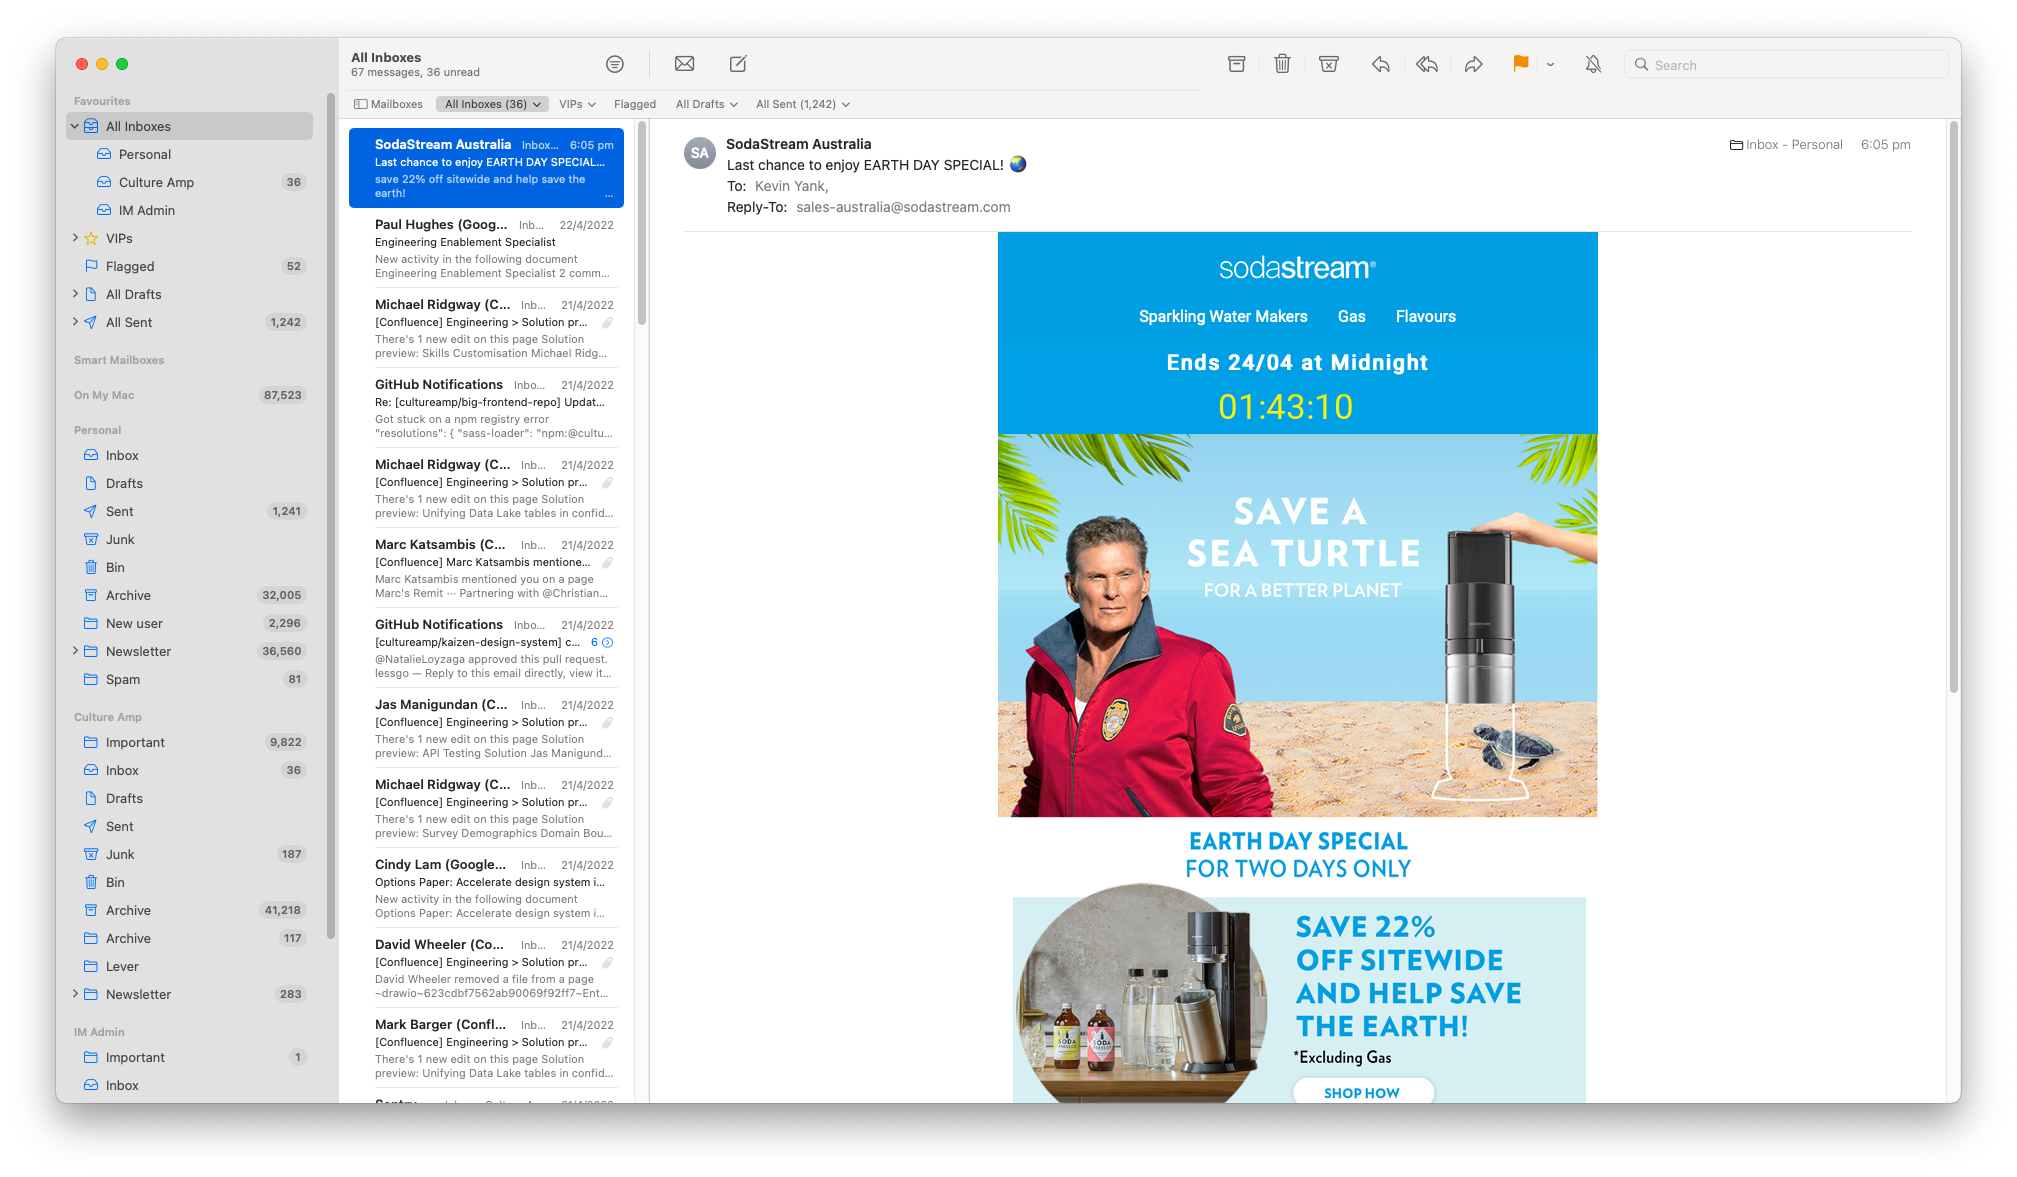 All Inboxes
67 messages, 36 unread
Search
Mailboxes
All Inboxes (36)
VIPs
Flagged
All Drafts
All Sent (1,242)
Favourites
All Inboxes
Personal
Culture Amp 36
IM Admin
VIPs
Flagged 52
All Drafts
All Sent 1,242
Smart Mailboxes
On My Mac 87,523
Personal
Inbox
Drafts
Sent 1,241
Junk
Bin
Archive 32,005
New user 2,296
Newsletter 36,560
Spam 81
Culture Amp
Important 9,822
Inbox 36
Drafts
Sent
Junk 187
Bin
Archive 41,218
Archive 117
Lever
Newsletter 283
IM Admin
Important 1
Inbox
SodaStream Australia Inbox... 6:05 pm
Last chance to enjoy EARTH DAY SPECIAL...
save 22% off sitewide and help save the
earth! ...
Paul Hughes (Goog... Inb... 22/4/2022
Engineering Enablement Specialist
New activity in the following document
Engineering Enablement Specialist 2 comm...
Michael Ridgway (C... Inb... 21/4/2022
[Confluence] Engineering > Solution pr...
There's 1 new edit on this page Solution
preview: Skills Customisation Michael Ridg...
GitHub Notifications Inbo... 21/4/2022
Re: [cultureamp/big-frontend-repo] Updat...
Got stuck on a npm registry error
"resolutions": { "sass-loader": "npm:@cultu...
Michael Ridgway (C... Inb... 21/4/2022
[Confluence] Engineering > Solution pr...
There's 1 new edit on this page Solution
preview: Unifying Data Lake tables in confid...
Marc Katsambis (C... Inb... 21/4/2022
[Confluence] Marc Katsambis mentione...
Marc Katsambis mentioned you on a page
Marc's Remit ··· Partnering with @Christian...
GitHub Notifications Inbo... 21/4/2022
[cultureamp/kaizen-design-system] c... 6
@NatalieLoyzaga approved this pull request.
lessgo — Reply to this email directly, view it...
Jas Manigundan (C... Inb... 21/4/2022
[Confluence] Engineering > Solution pr...
There's 1 new edit on this page Solution
preview: API Testing Solution Jas Manigund...
Michael Ridgway (C... Inb... 21/4/2022
[Confluence] Engineering > Solution pr...
There's 1 new edit on this page Solution
preview: Survey Demographics Domain Bou...
Cindy Lam (Google... Inb... 21/4/2022
Options Paper: Accelerate design system i...
New activity in the following document
Options Paper: Accelerate design system i...
David Wheeler (Co... Inb... 21/4/2022
[Confluence] Engineering > Solution pr...
David Wheeler removed a file from a page
~drawio~623cdbf7562ab90069f92ff7~Ent...
Mark Barger (Confl... Inb... 21/4/2022
[Confluence] Engineering > Solution pr...
There's 1 new edit on this page Solution
preview: Unifying Data Lake tables in confid...
SA
SodaStream Australia
Inbox - Personal 6:05 pm
Last chance to enjoy EARTH DAY SPECIAL! 🌏
To: Kevin Yank,
Reply-To: sales-australia@sodastream.com
sodastream®
Sparkling Water Makers Gas Flavours
Ends 24/04 at Midnight
01:43:10
SAVE A
SEA TURTLE
FOR A BETTER PLANET
EARTH DAY SPECIAL
FOR TWO DAYS ONLY
SAVE 22%
OFF SITEWIDE
AND HELP SAVE
THE EARTH!
*Excluding Gas
SODA
SODA
SHOP HOW